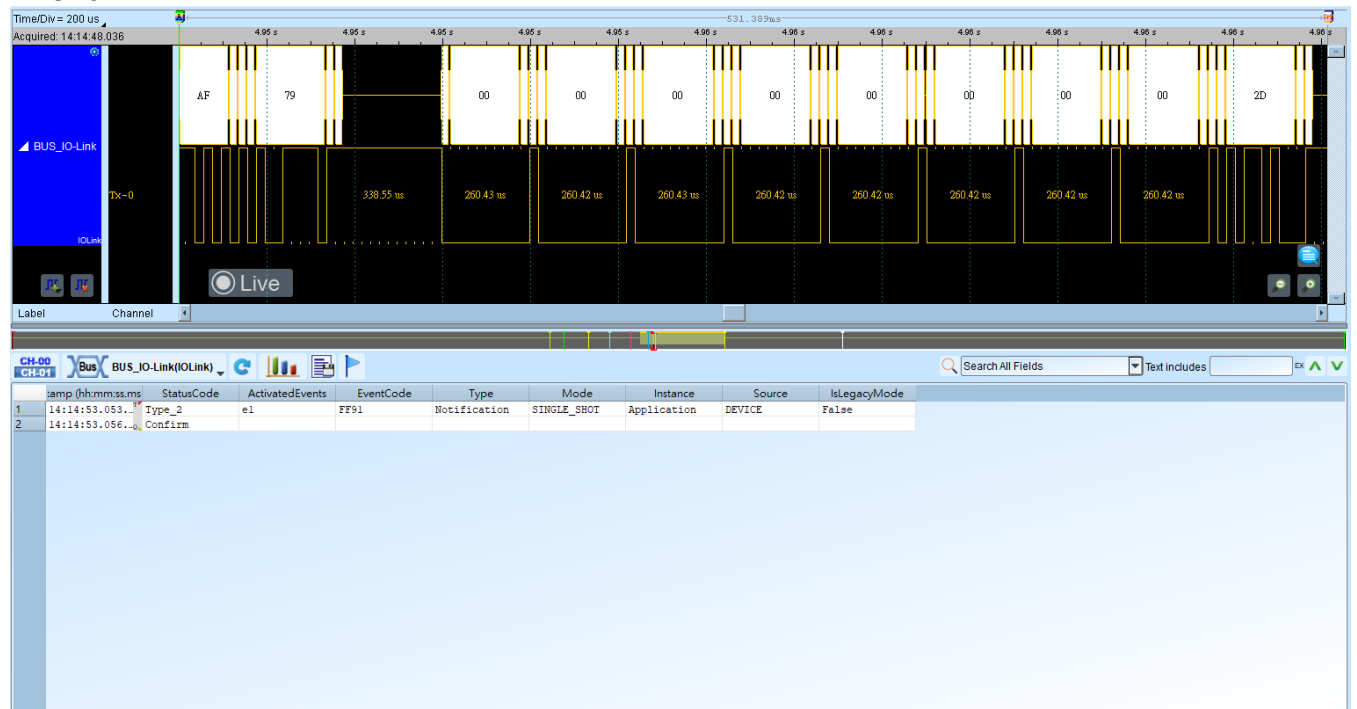 Time/Div = 200 us
531.389ms
Acquired: 14:14:48.036
4.95 s 4.95 s 4.95 s 4.95 s 4.95 s 4.96 s 4.96 s 4.96 s 4.96 s 4.96 s 4.96 s 4.96 s 4.96 s
AF 79 00 00 00 00 00 00 00 00 2D
BUS_IO-Link
Tx-0
338.55 us 260.43 us 260.42 us 260.43 us 260.42 us 260.42 us 260.42 us 260.42 us 260.42 us
IOLink
Live
Label Channel
CH-00
CH-01
Bus BUS_IO-Link(IOLink) Search All Fields Text includes EX
:amp (hh:mm:ss.ms StatusCode ActivatedEvents EventCode Type Mode Instance Source IsLegacyMode
1 14:14:53.053.. Type_2 e1 FF91 Notification SINGLE_SHOT Application DEVICE False
2 14:14:53.056.. Confirm